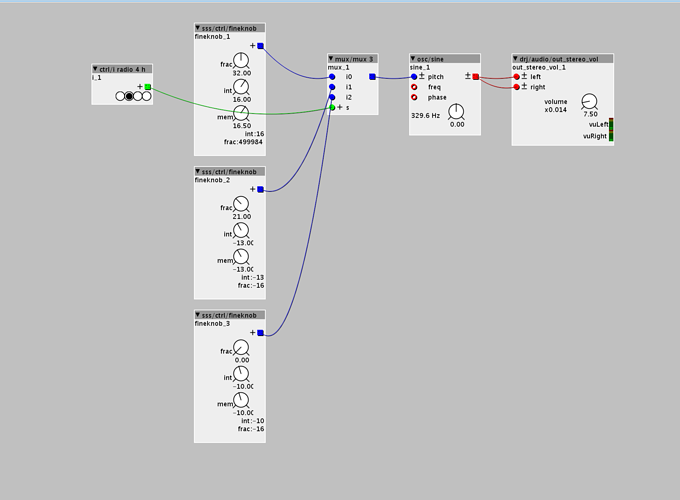 ctrl/i radio 4 h
i_1
+
sss/ctrl/fineknob
fineknob_1
+
frac
32.00
int
16.00
mem
16.50
int:16
frac:499984
sss/ctrl/fineknob
fineknob_2
+
frac
21.00
int
-13.00
mem
-13.00
int:-13
frac:-16
sss/ctrl/fineknob
fineknob_3
+
frac
0.00
int
-10.00
mem
-10.00
int:-10
frac:-16
mux/mux 3
mux_1
i0
i1
i2
+ s
osc/sine
sine_1
± pitch ±
freq
phase
329.6 Hz
0.00
drj/audio/out_stereo_vol
out_stereo_vol_1
± left
+ right
volume
x0.014
7.50
vuLeft
vuRight